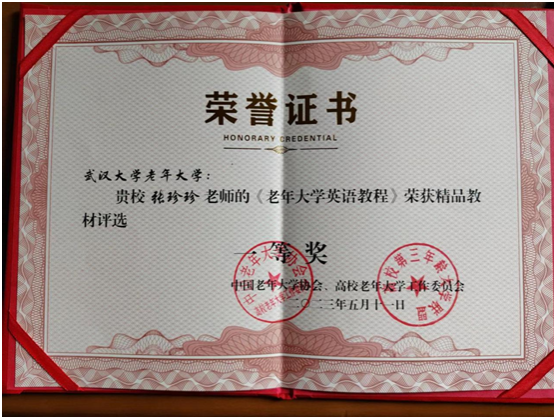 荣誉证书
HONORARY CREDENTIAL
武汉大学老年大学：
贵校 张珍珍 老师的《老年大学英语教程》荣获精品教
材评选
一等奖
中国老年大学协会、高校老年大学工作委员会
二〇二三年五月十一日